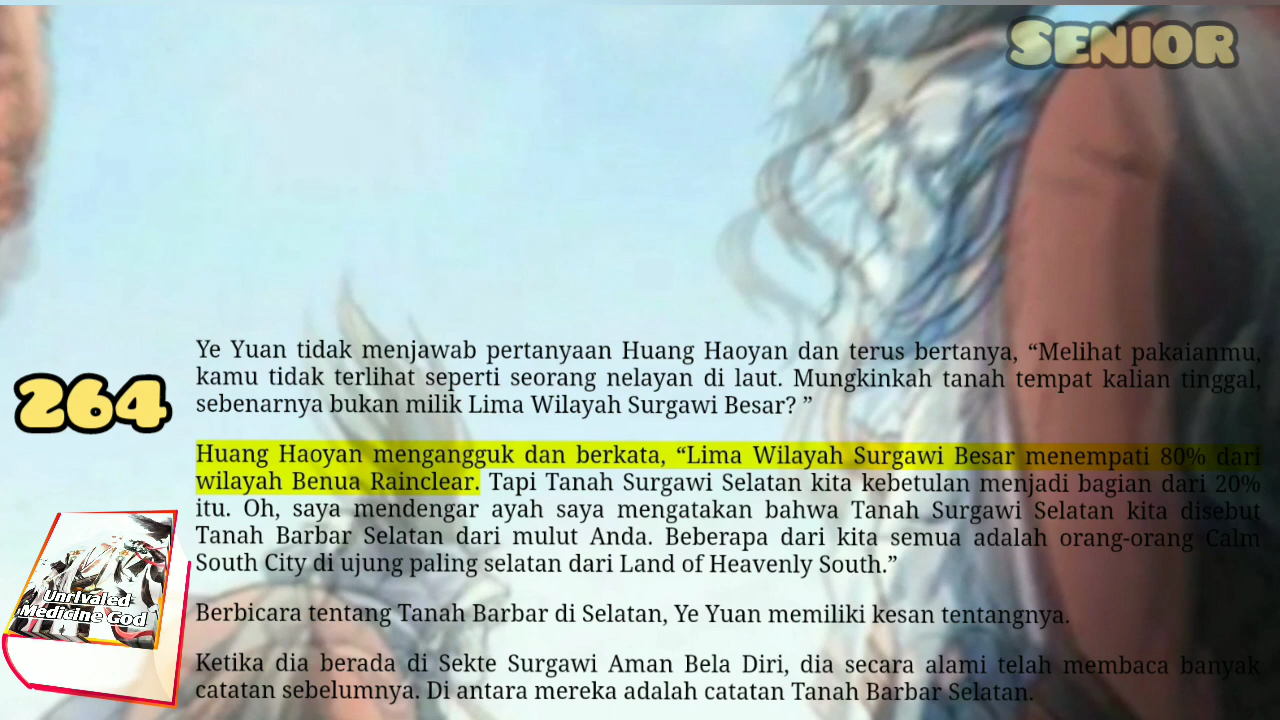 SENIOR
Ye Yuan tidak menjawab pertanyaan Huang Haoyan dan terus bertanya, “Melihat pakaianmu,
kamu tidak terlihat seperti seorang nelayan di laut. Mungkinkah tanah tempat kalian tinggal,
sebenarnya bukan milik Lima Wilayah Surgawi Besar? ”
264
Huang Haoyan mengangguk dan berkata, “Lima Wilayah Surgawi Besar menempati 80% dari
wilayah Benua Rainclear. Tapi Tanah Surgawi Selatan kita kebetulan menjadi bagian dari 20%
itu. Oh, saya mendengar ayah saya mengatakan bahwa Tanah Surgawi Selatan kita disebut
Tanah Barbar Selatan dari mulut Anda. Beberapa dari kita semua adalah orang-orang Calm
South City di ujung paling selatan dari Land of Heavenly South.”
Unrivaled
Medicine God
Berbicara tentang Tanah Barbar di Selatan, Ye Yuan memiliki kesan tentangnya.
Ketika dia berada di Sekte Surgawi Aman Bela Diri, dia secara alami telah membaca banyak
catatan sebelumnya. Di antara mereka adalah catatan Tanah Barbar Selatan.